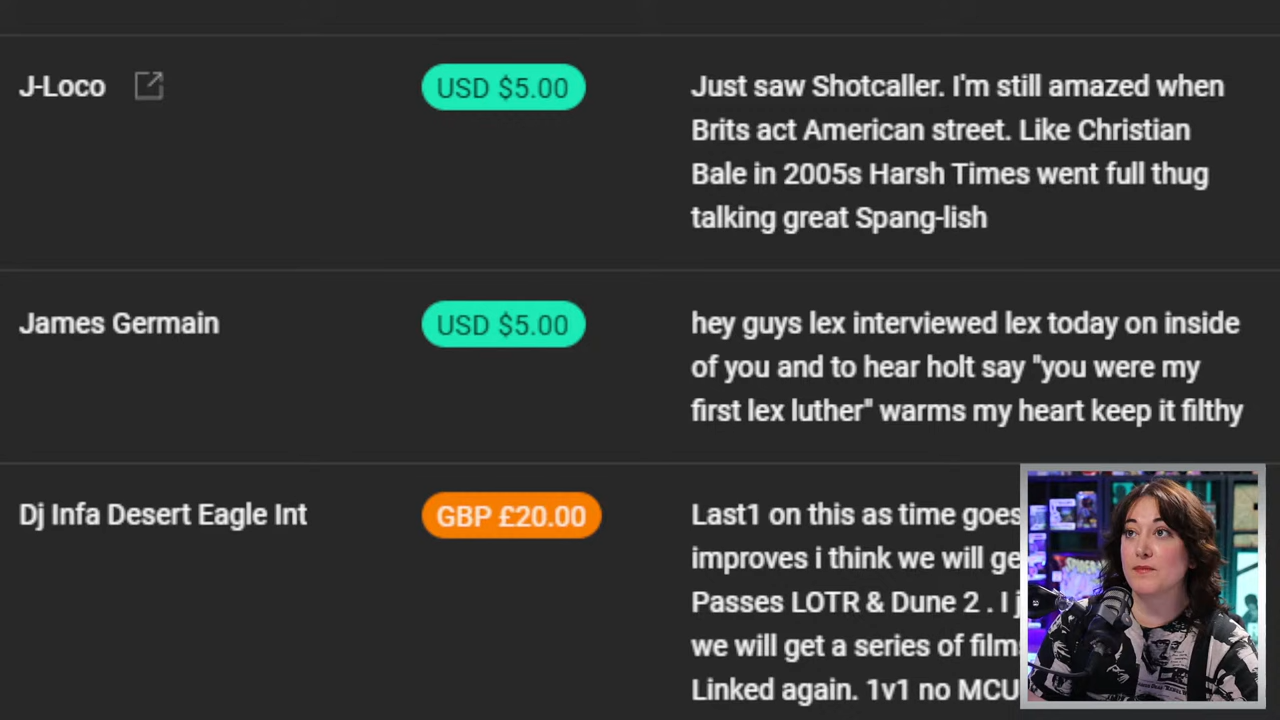 J-Loco
USD $5.00
Just saw Shotcaller. I'm still amazed when
Brits act American street. Like Christian
Bale in 2005s Harsh Times went full thug
talking great Spang-lish
James Germain
USD $5.00
hey guys lex interviewed lex today on inside
of you and to hear holt say "you were my
first lex luther" warms my heart keep it filthy
Dj Infa Desert Eagle Int
GBP £20.00
Last1 on this as time goes
improves i think we will
Passes LOTR & Dune 2 . I
we will get a series of films
Linked again. 1v1 no MCU